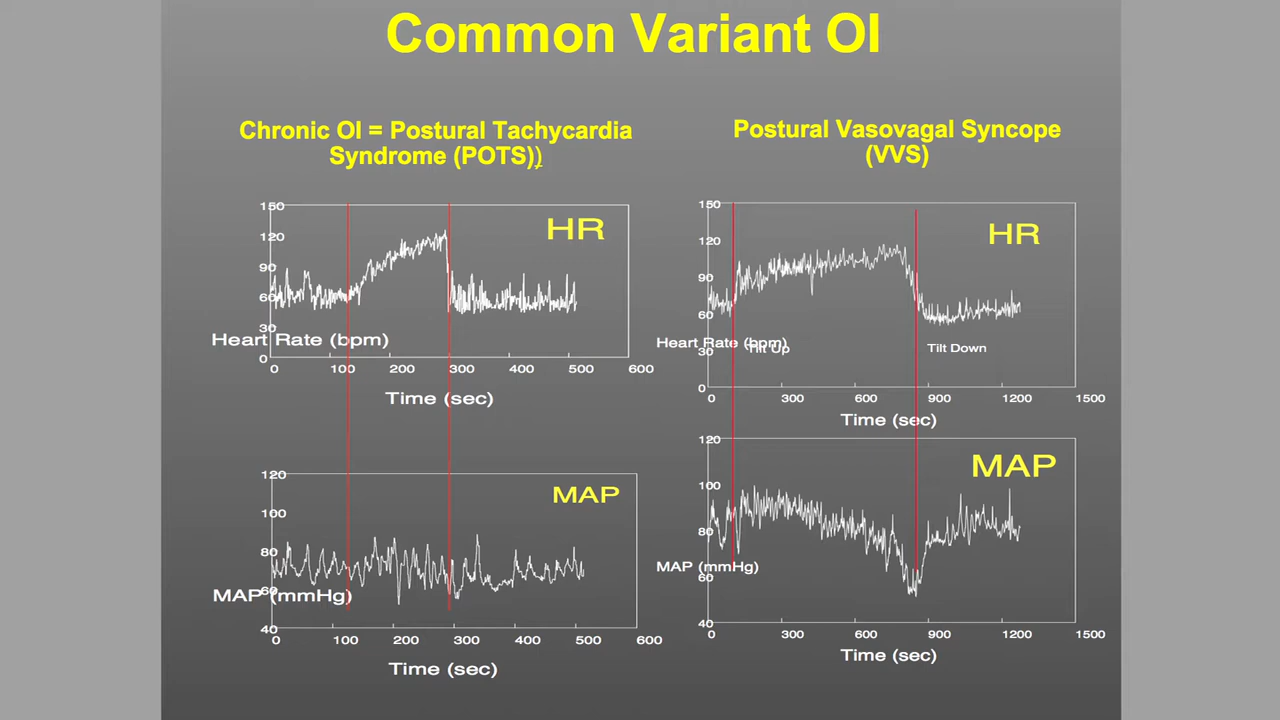 Common Variant OI
Chronic OI = Postural Tachycardia
Syndrome (POTS))
150
120
90
60
30
0
HR
Heart Rate (bpm)
0 100 200 300 400 500 600
Time (sec)
120
100
80
60
40
MAP
MAP (mmHg)
0 100 200 300 400 500 600
Time (sec)
Postural Vasovagal Syncope
(VVS)
150
120
90
60
30
0
HR
Heart Rate (bpm)
Tilt Up
Tilt Down
0 300 600 900 1200 1500
Time (sec)
120
100
80
60
40
MAP
MAP (mmHg)
0 300 600 900 1200 1500
Time (sec)